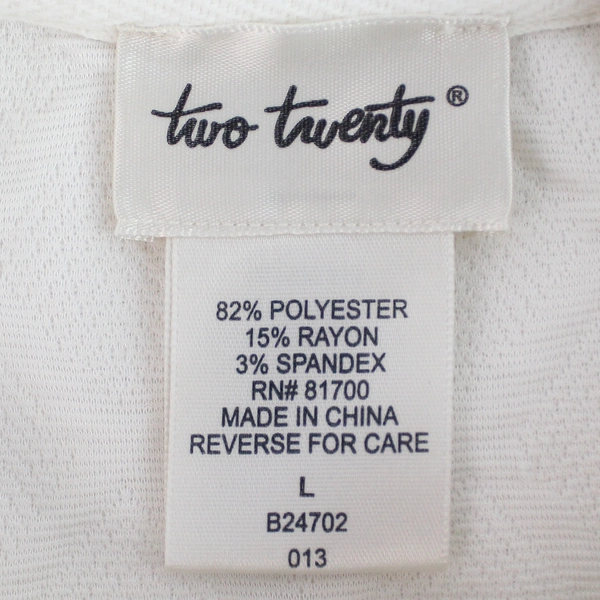 two twenty ®
82% POLYESTER
15% RAYON
3% SPANDEX
RN# 81700
MADE IN CHINA
REVERSE FOR CARE
L
B24702
013